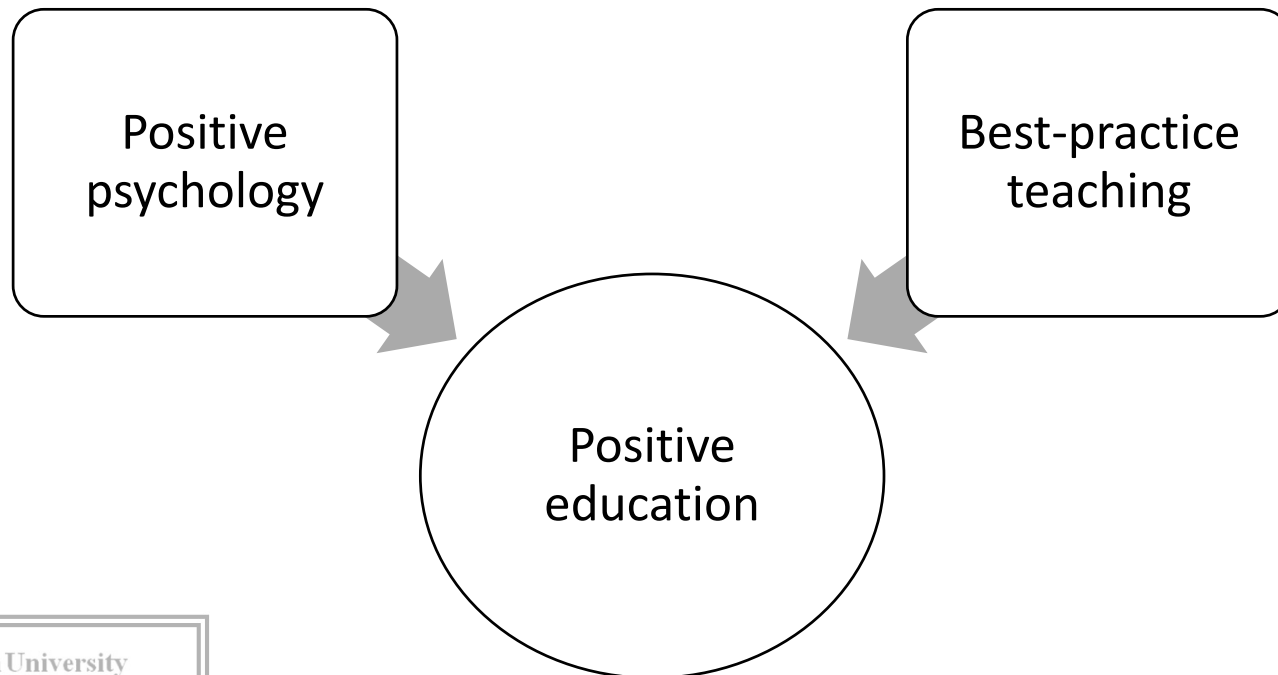 Positive
psychology
Best-practice
teaching
Positive
education
University